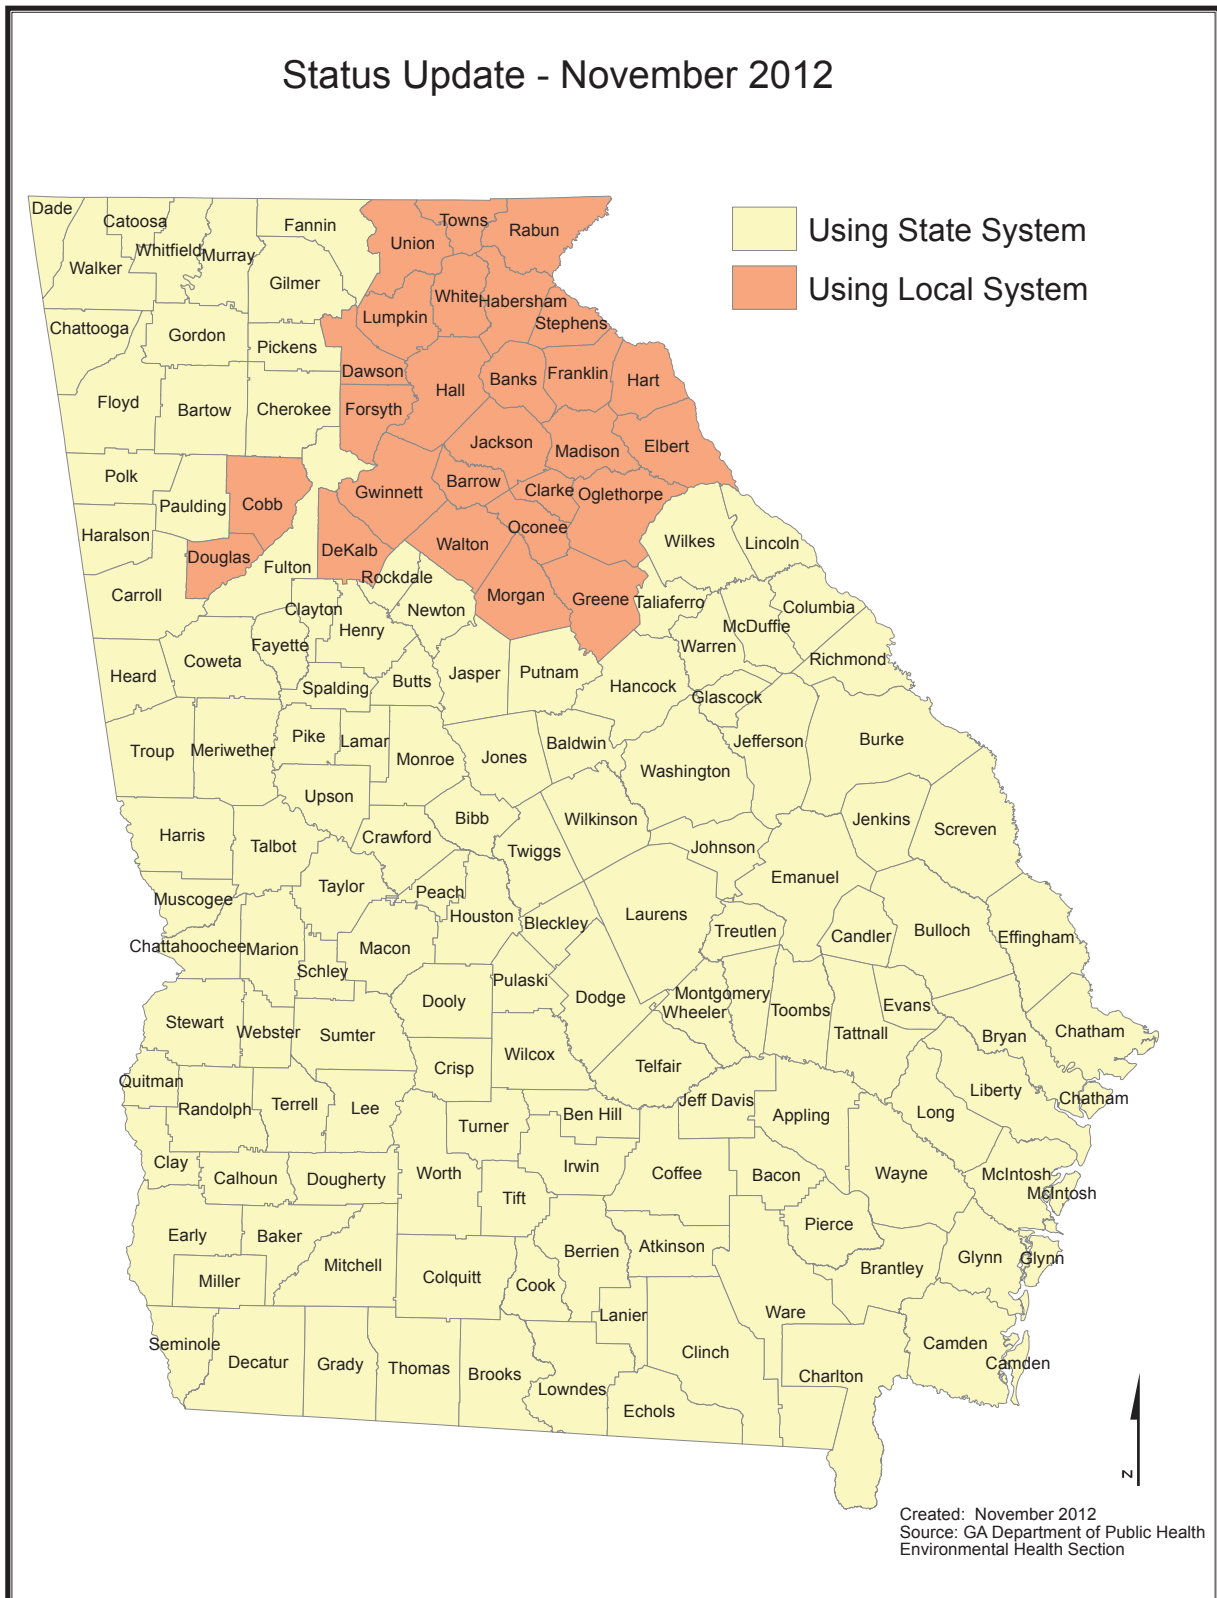 Status Update - November 2012
Using State System
Using Local System
Dade
Catoosa
Whitfield
Murray
Fannin
Walker
Gilmer
Union
Towns
Rabun
White
Habersham
Stephens
Lumpkin
Chattooga
Gordon
Pickens
Dawson
Hall
Banks
Franklin
Hart
Floyd
Bartow
Cherokee
Forsyth
Jackson
Madison
Elbert
Polk
Paulding
Cobb
Gwinnett
Barrow
Clarke
Oglethorpe
Haralson
Douglas
Fulton
DeKalb
Walton
Oconee
Wilkes
Lincoln
Carroll
Clayton
Rockdale
Newton
Morgan
Greene
Taliaferro
McDuffie
Columbia
Fayette
Henry
Warren
Richmond
Heard
Coweta
Spalding
Butts
Jasper
Putnam
Hancock
Glascock
Troup
Meriwether
Pike
Lamar
Monroe
Jones
Baldwin
Washington
Jefferson
Burke
Upson
Harris
Talbot
Crawford
Bibb
Twiggs
Wilkinson
Johnson
Jenkins
Screven
Emanuel
Muscogee
Taylor
Peach
Houston
Bleckley
Laurens
Treutlen
Candler
Bulloch
Effingham
Chattahoochee
Marion
Schley
Macon
Pulaski
Dooly
Dodge
Montgomery
Wheeler
Toombs
Tattnall
Evans
Bryan
Chatham
Stewart
Webster
Sumter
Crisp
Wilcox
Telfair
Quitman
Randolph
Terrell
Lee
Turner
Ben Hill
Jeff Davis
Appling
Long
Liberty
Chatham
Clay
Calhoun
Dougherty
Worth
Tift
Irwin
Coffee
Bacon
Wayne
McIntosh
McIntosh
Early
Baker
Mitchell
Miller
Colquitt
Cook
Berrien
Atkinson
Pierce
Brantley
Glynn
Glynn
Lanier
Ware
Seminole
Decatur
Grady
Thomas
Brooks
Lowndes
Echols
Clinch
Charlton
Camden
Camden
N
Created: November 2012
Source: GA Department of Public Health
Environmental Health Section